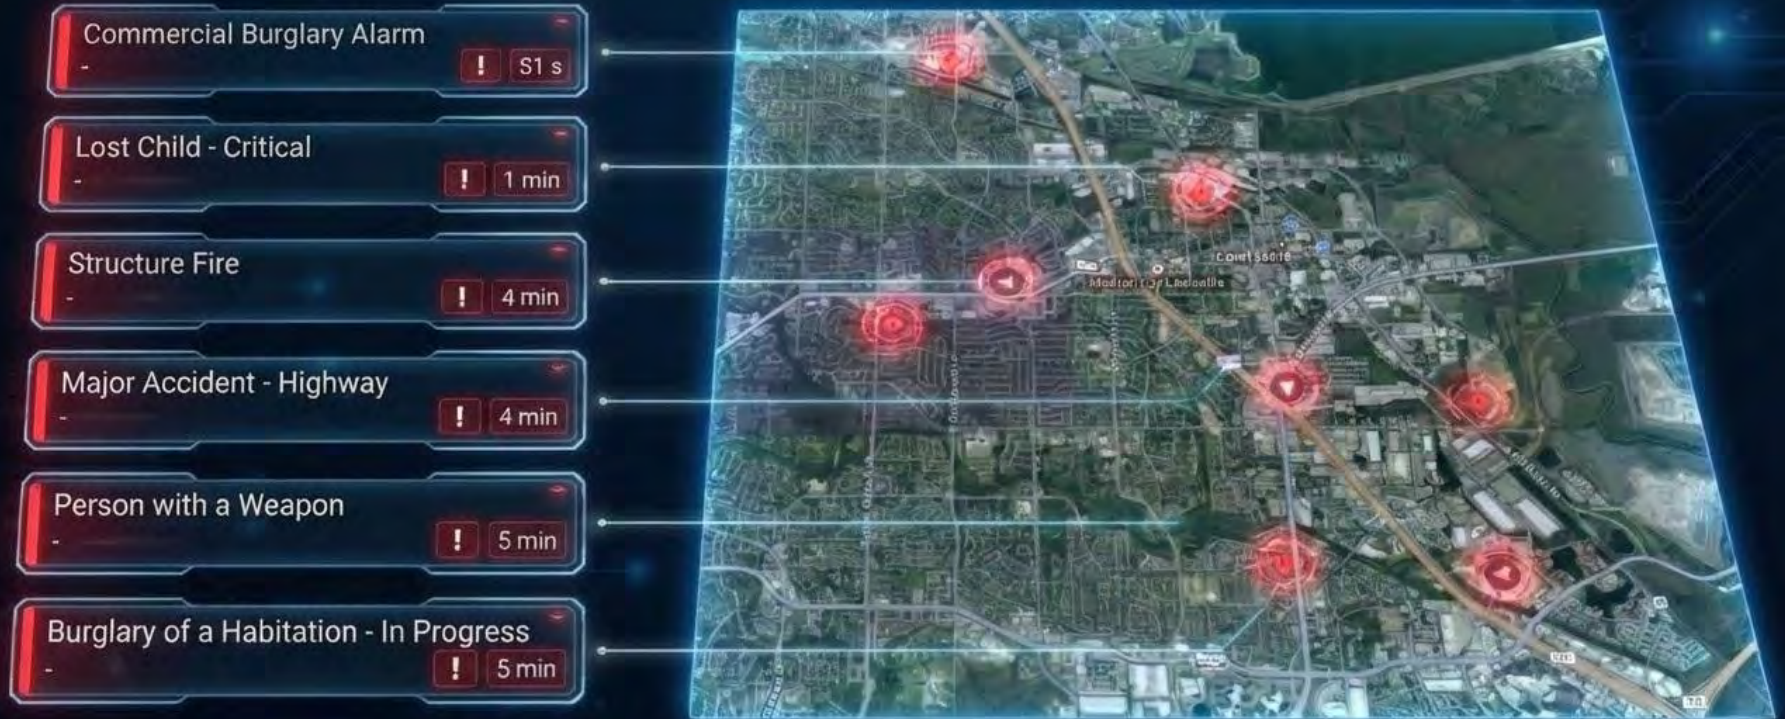 Commercial Burglary Alarm
-
! S1 s
Lost Child - Critical
-
! 1 min
Structure Fire
-
! 4 min
Major Accident - Highway
-
! 4 min
Person with a Weapon
-
! 5 min
Burglary of a Habitation - In Progress
-
! 5 min